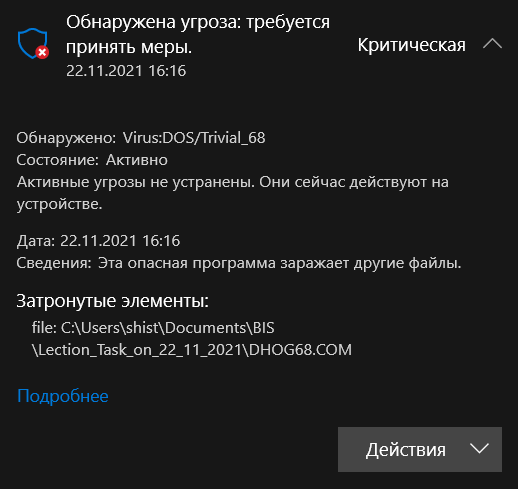 Обнаружена угроза: требуется
принять меры.
22.11.2021 16:16
Критическая
Обнаружено: Virus:DOS/Trivial_68
Состояние: Активно
Активные угрозы не устранены. Они сейчас действуют на
устройстве.
Дата: 22.11.2021 16:16
Сведения: Эта опасная программа заражает другие файлы.
Затронутые элементы:
file: C:\Users\shist\Documents\BIS
\Lection_Task_on_22_11_2021\DHOG68.COM
Подробнее
Действия